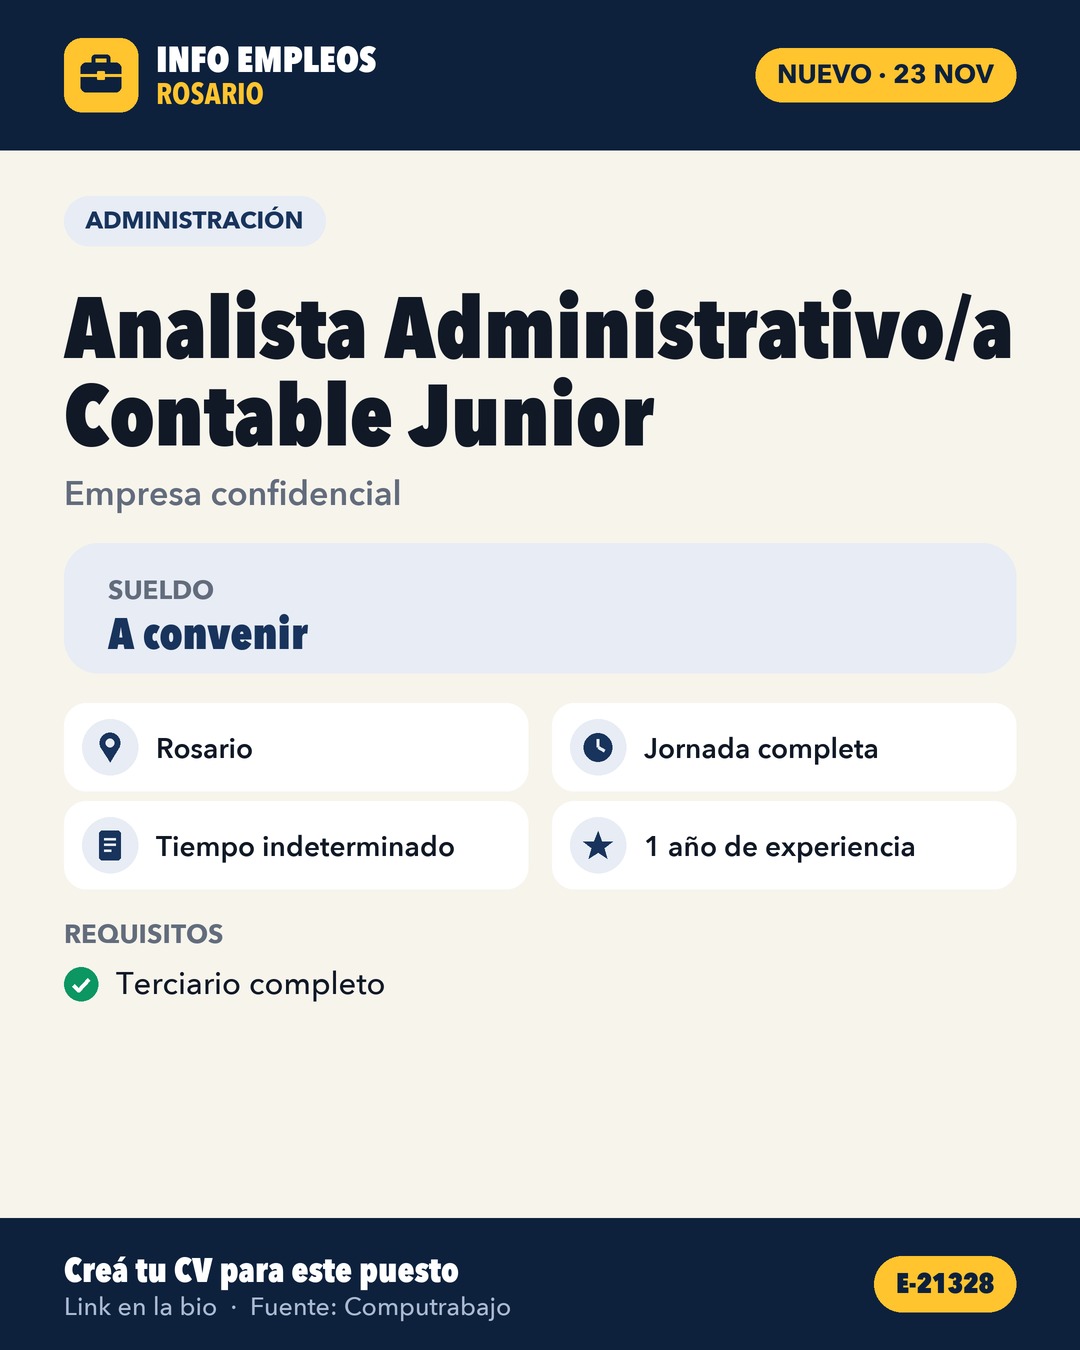 INFO EMPLEOS
ROSARIO
NUEVO · 23 NOV
ADMINISTRACIÓN
Analista Administrativo/a
Contable Junior
Empresa confidencial
SUELDO
A convenir
Rosario
Jornada completa
Tiempo indeterminado
1 año de experiencia
REQUISITOS
Terciario completo
Creá tu CV para este puesto
Link en la bio · Fuente: Computrabajo
E-21328